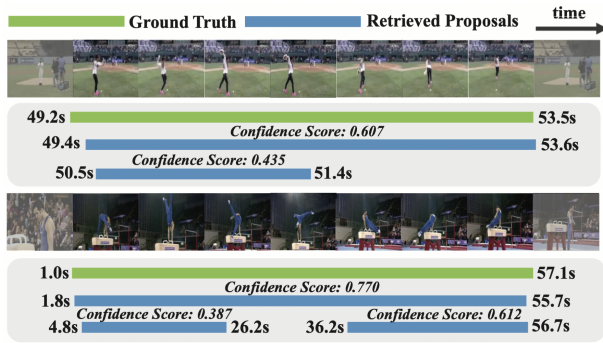 Ground Truth Retrieved Proposals time
49.2s 53.5s
Confidence Score: 0.607
49.4s 53.6s
Confidence Score: 0.435
50.5s 51.4s
1.0s 57.1s
Confidence Score: 0.770
1.8s 55.7s
Confidence Score: 0.387 Confidence Score: 0.612
4.8s 26.2s 36.2s 56.7s